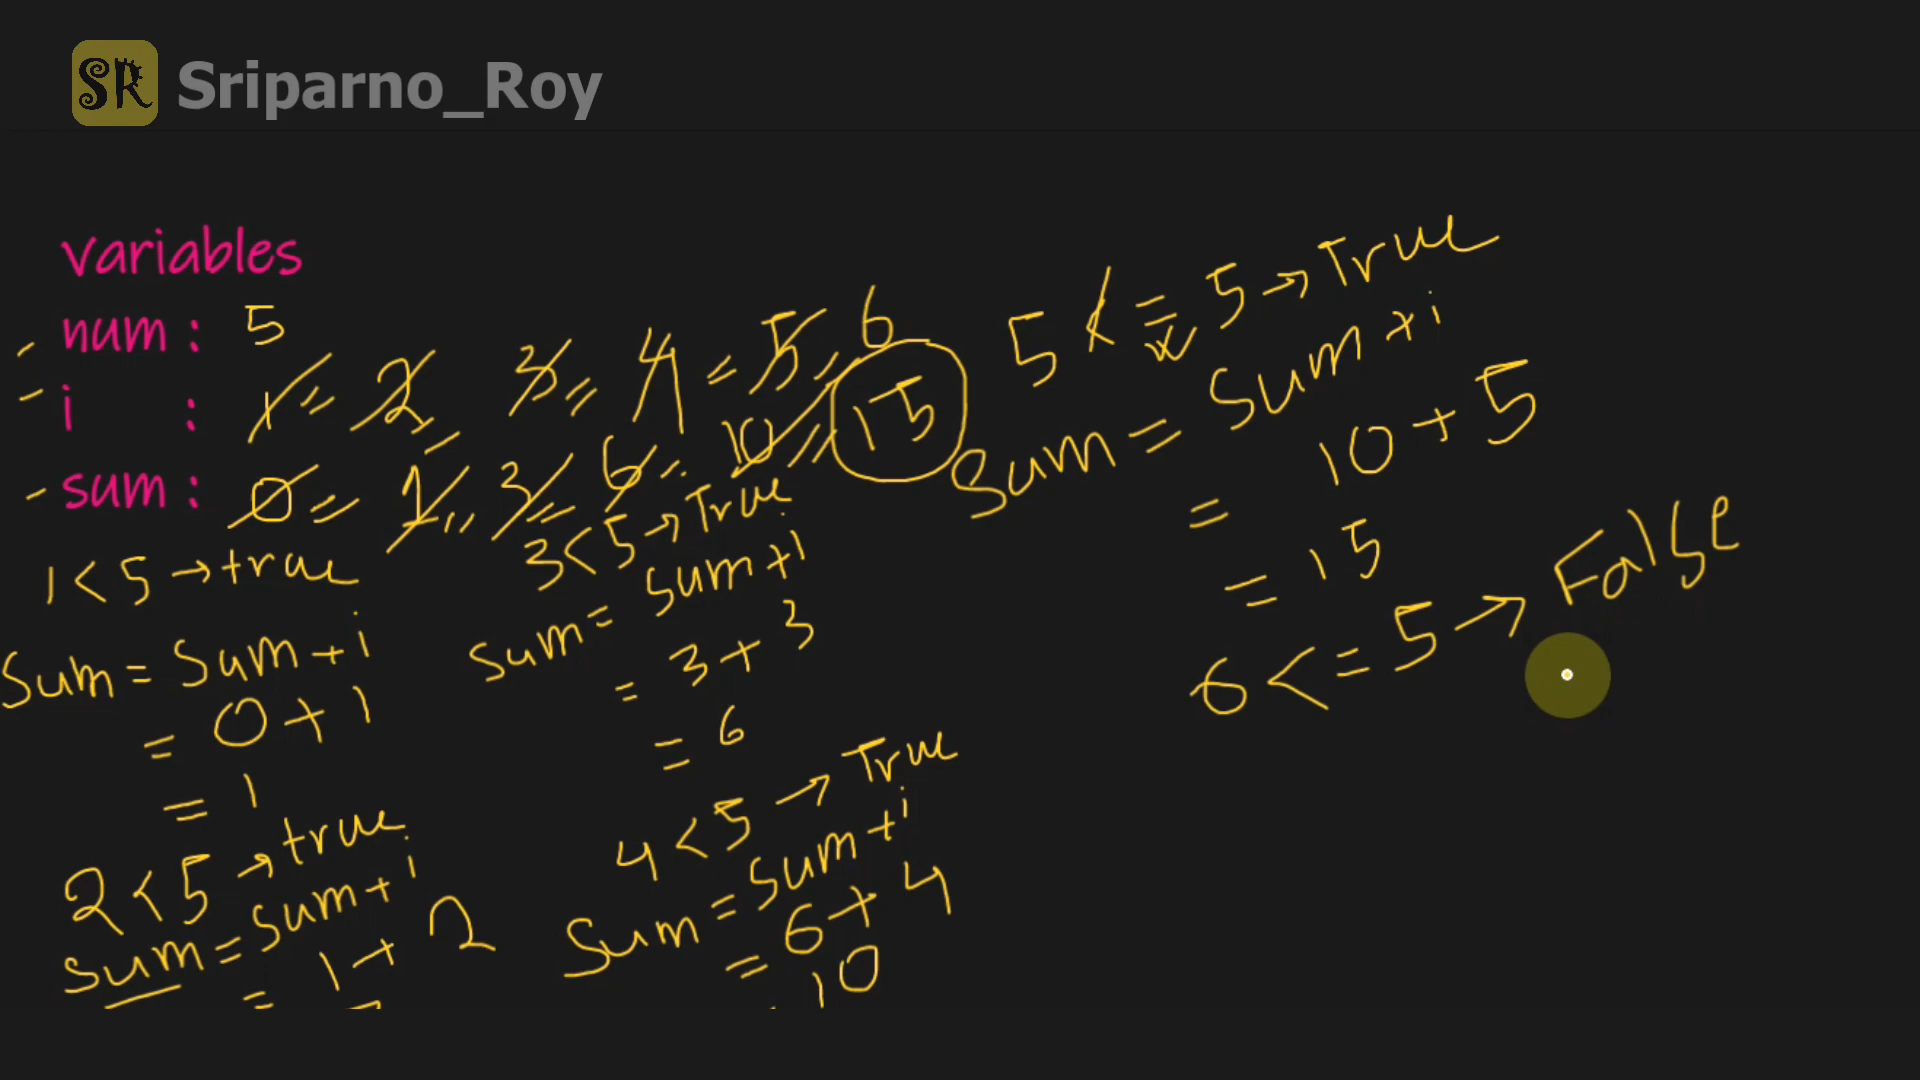 SR Sriparno_Roy
variables
num : 5
i : 1 = 2 3 = 4 = 5 6
sum : 0 = 1 3 = 6 10 = 15
1 < 5 → true
sum = sum + i
= 0 + 1
= 1
2 < 5 → true
sum = sum + i
= 1 + 2
=
3 < 5 → True
sum = sum + i
= 3 + 3
= 6
4 < 5 → True
sum = sum + i
= 6 + 4
10
5 < = 5 → True
sum = sum + i
= 10 + 5
= 15
6 < = 5 → False